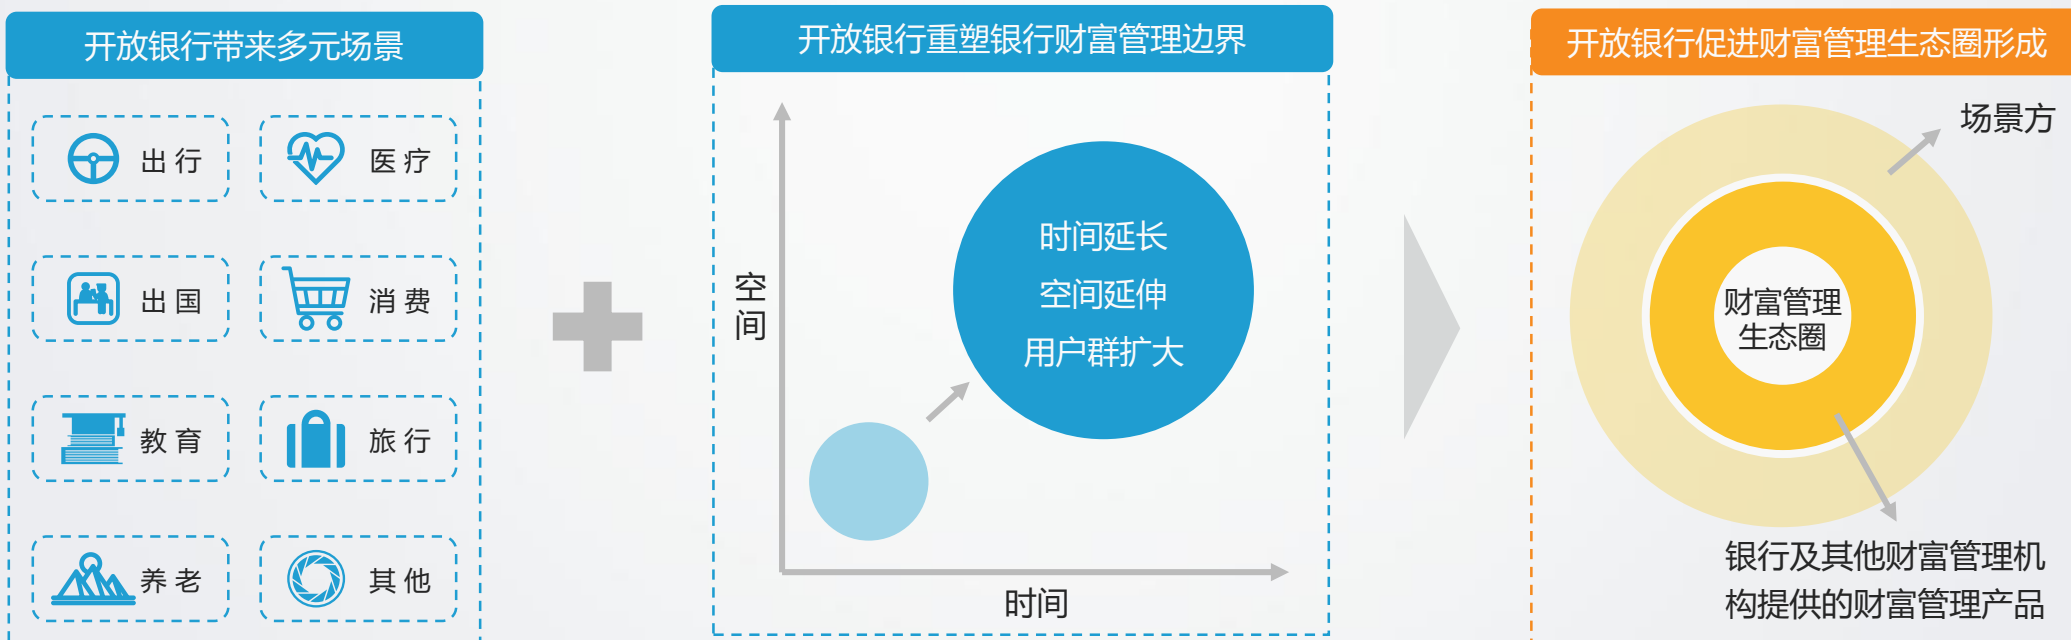 开放银行带来多元场景
出行
医疗
出国
消费
教育
旅行
养老
其他
开放银行重塑银行财富管理边界
空间
时间延长
空间延伸
用户群扩大
时间
开放银行促进财富管理生态圈形成
场景方
财富管理
生态圈
银行及其他财富管理机
构提供的财富管理产品